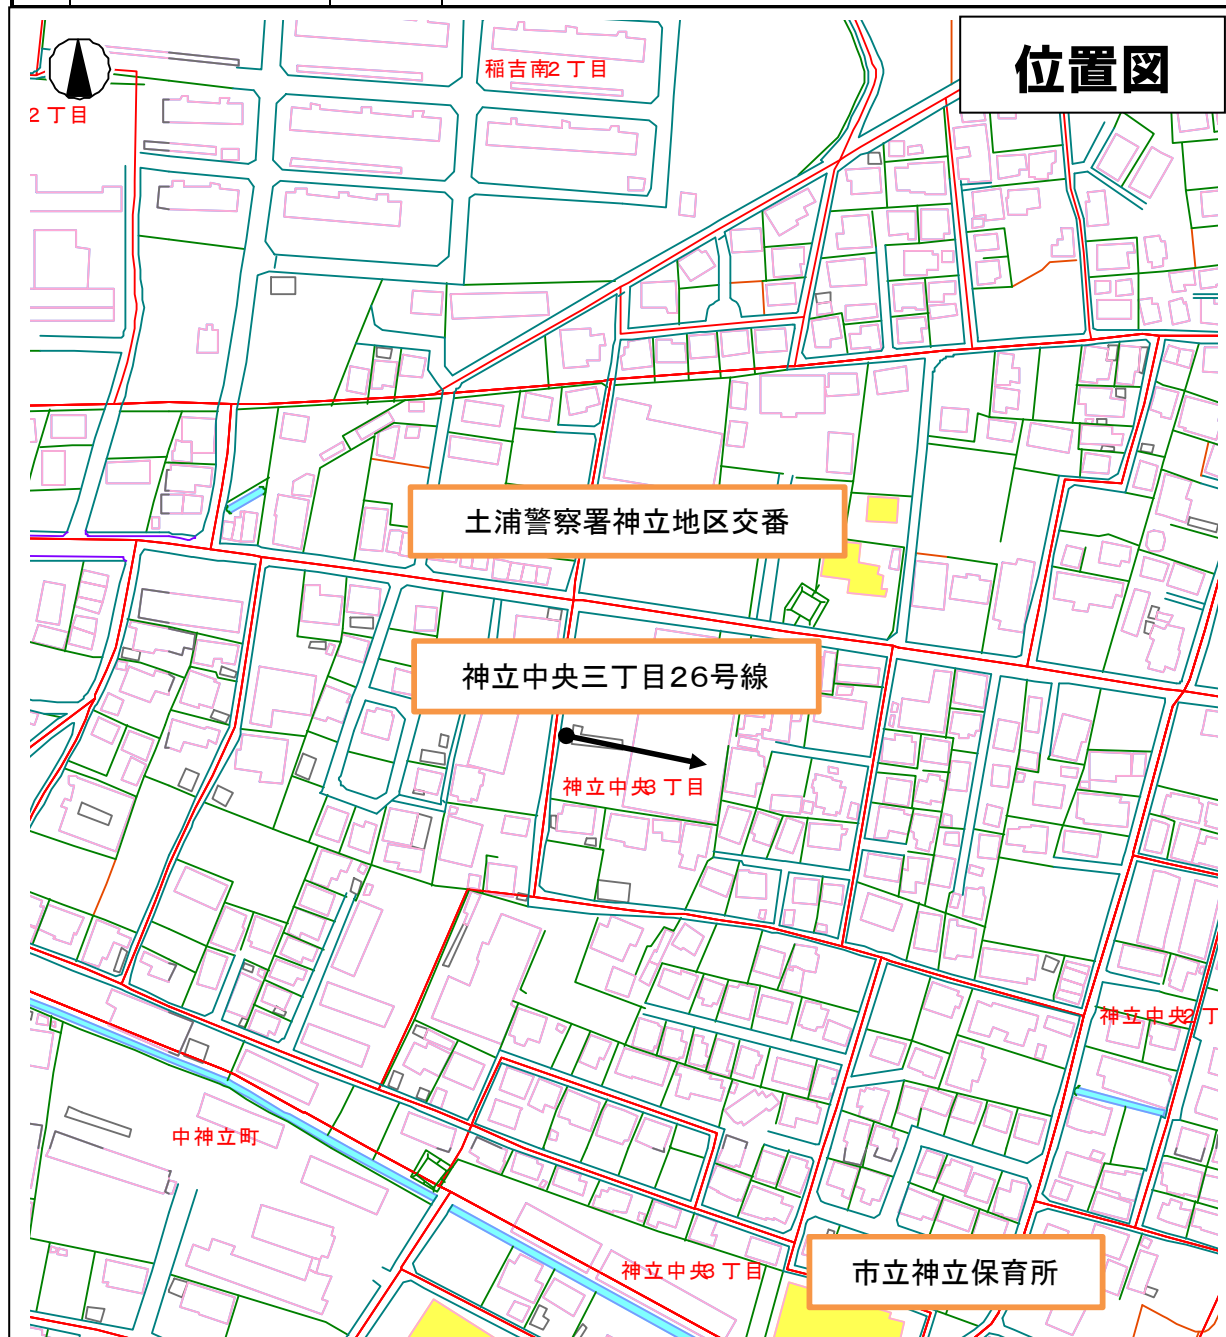 位置図
稲吉南2丁目
2丁目
土浦警察署神立地区交番
神立中央三丁目26号線
神立中央3丁目
神立中央2丁
中神立町
神立中央3丁目
市立神立保育所